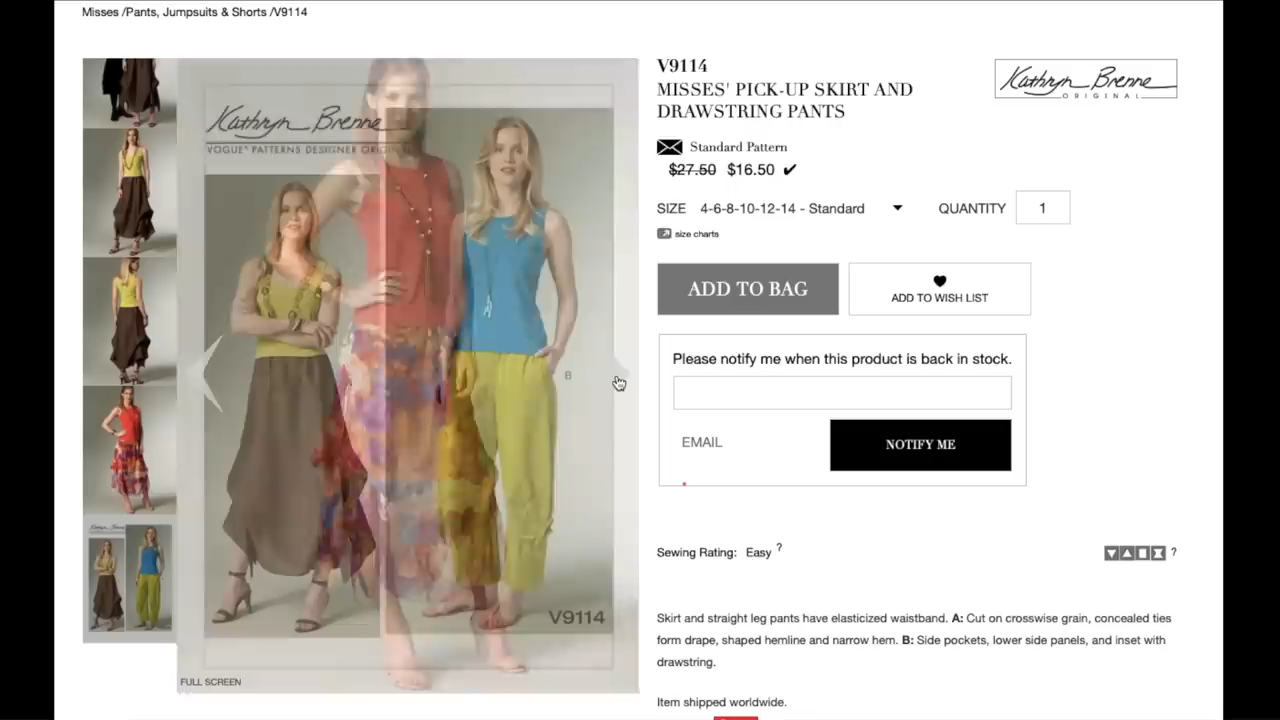 Misses /Pants, Jumpsuits & Shorts /V9114
Kathryn Brenne
VOGUE® PATTERNS DESIGNER ORIGINAL
B
V9114
FULL SCREEN
V9114
MISSES' PICK-UP SKIRT AND
DRAWSTRING PANTS
Kathryn Brenne
ORIGINAL
Standard Pattern
$27.50 $16.50 ✔
SIZE 4-6-8-10-12-14 - Standard QUANTITY 1
size charts
ADD TO BAG
ADD TO WISH LIST
Please notify me when this product is back in stock.
EMAIL
NOTIFY ME
*
Sewing Rating: Easy ?
?
Skirt and straight leg pants have elasticized waistband. A: Cut on crosswise grain, concealed ties
form drape, shaped hemline and narrow hem. B: Side pockets, lower side panels, and inset with
drawstring.
Item shipped worldwide.